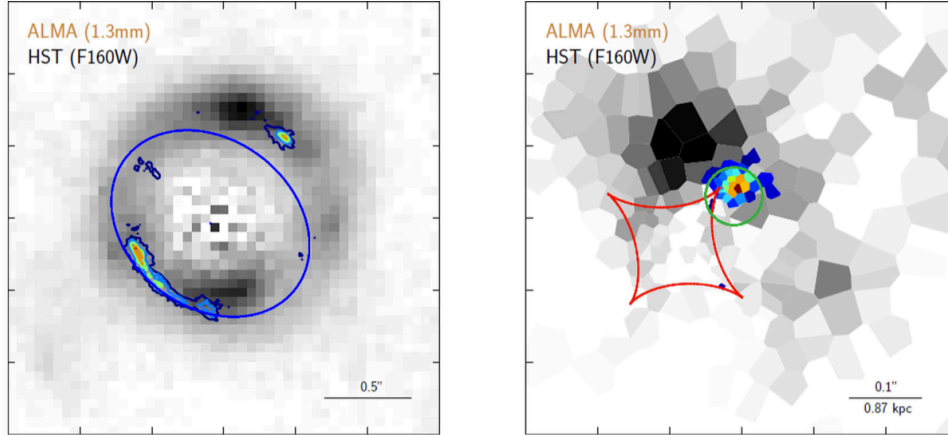 ALMA (1.3mm)
HST (F160W)
0.5"
ALMA (1.3mm)
HST (F160W)
0.1"
0.87 kpc